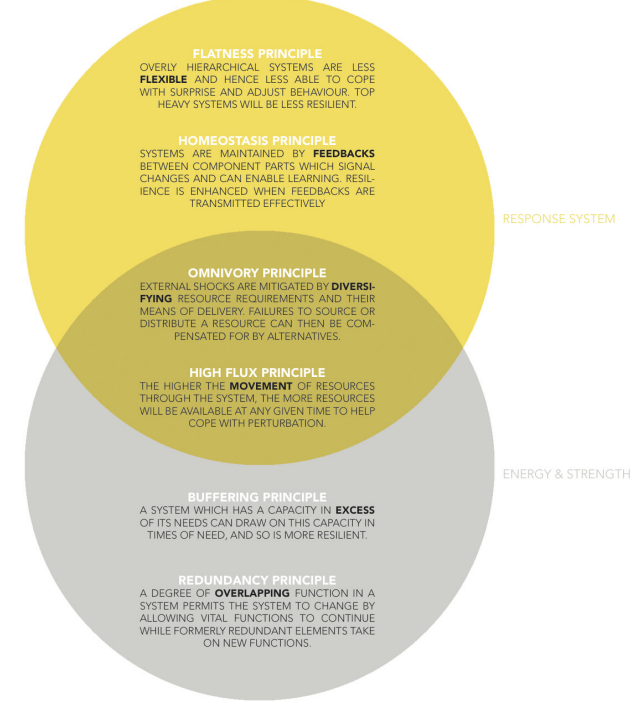 FLATNESS PRINCIPLE
OVERLY HIERARCHICAL SYSTEMS ARE LESS
FLEXIBLE AND HENCE LESS ABLE TO COPE
WITH SURPRISE AND ADJUST BEHAVIOUR. TOP
HEAVY SYSTEMS WILL BE LESS RESILIENT.
HOMEOSTASIS PRINCIPLE
SYSTEMS ARE MAINTAINED BY FEEDBACKS
BETWEEN COMPONENT PARTS WHICH SIGNAL
CHANGES AND CAN ENABLE LEARNING. RESIL-
IENCE IS ENHANCED WHEN FEEDBACKS ARE
TRANSMITTED EFFECTIVELY
RESPONSE SYSTEM
OMNIVORY PRINCIPLE
EXTERNAL SHOCKS ARE MITIGATED BY DIVERSI-
FYING RESOURCE REQUIREMENTS AND THEIR
MEANS OF DELIVERY. FAILURES TO SOURCE OR
DISTRIBUTE A RESOURCE CAN THEN BE COM-
PENSATED FOR BY ALTERNATIVES.
HIGH FLUX PRINCIPLE
THE HIGHER THE MOVEMENT OF RESOURCES
THROUGH THE SYSTEM, THE MORE RESOURCES
WILL BE AVAILABLE AT ANY GIVEN TIME TO HELP
COPE WITH PERTURBATION.
ENERGY & STRENGTH
BUFFERING PRINCIPLE
A SYSTEM WHICH HAS A CAPACITY IN EXCESS
OF ITS NEEDS CAN DRAW ON THIS CAPACITY IN
TIMES OF NEED, AND SO IS MORE RESILIENT.
REDUNDANCY PRINCIPLE
A DEGREE OF OVERLAPPING FUNCTION IN A
SYSTEM PERMITS THE SYSTEM TO CHANGE BY
ALLOWING VITAL FUNCTIONS TO CONTINUE
WHILE FORMERLY REDUNDANT ELEMENTS TAKE
ON NEW FUNCTIONS.